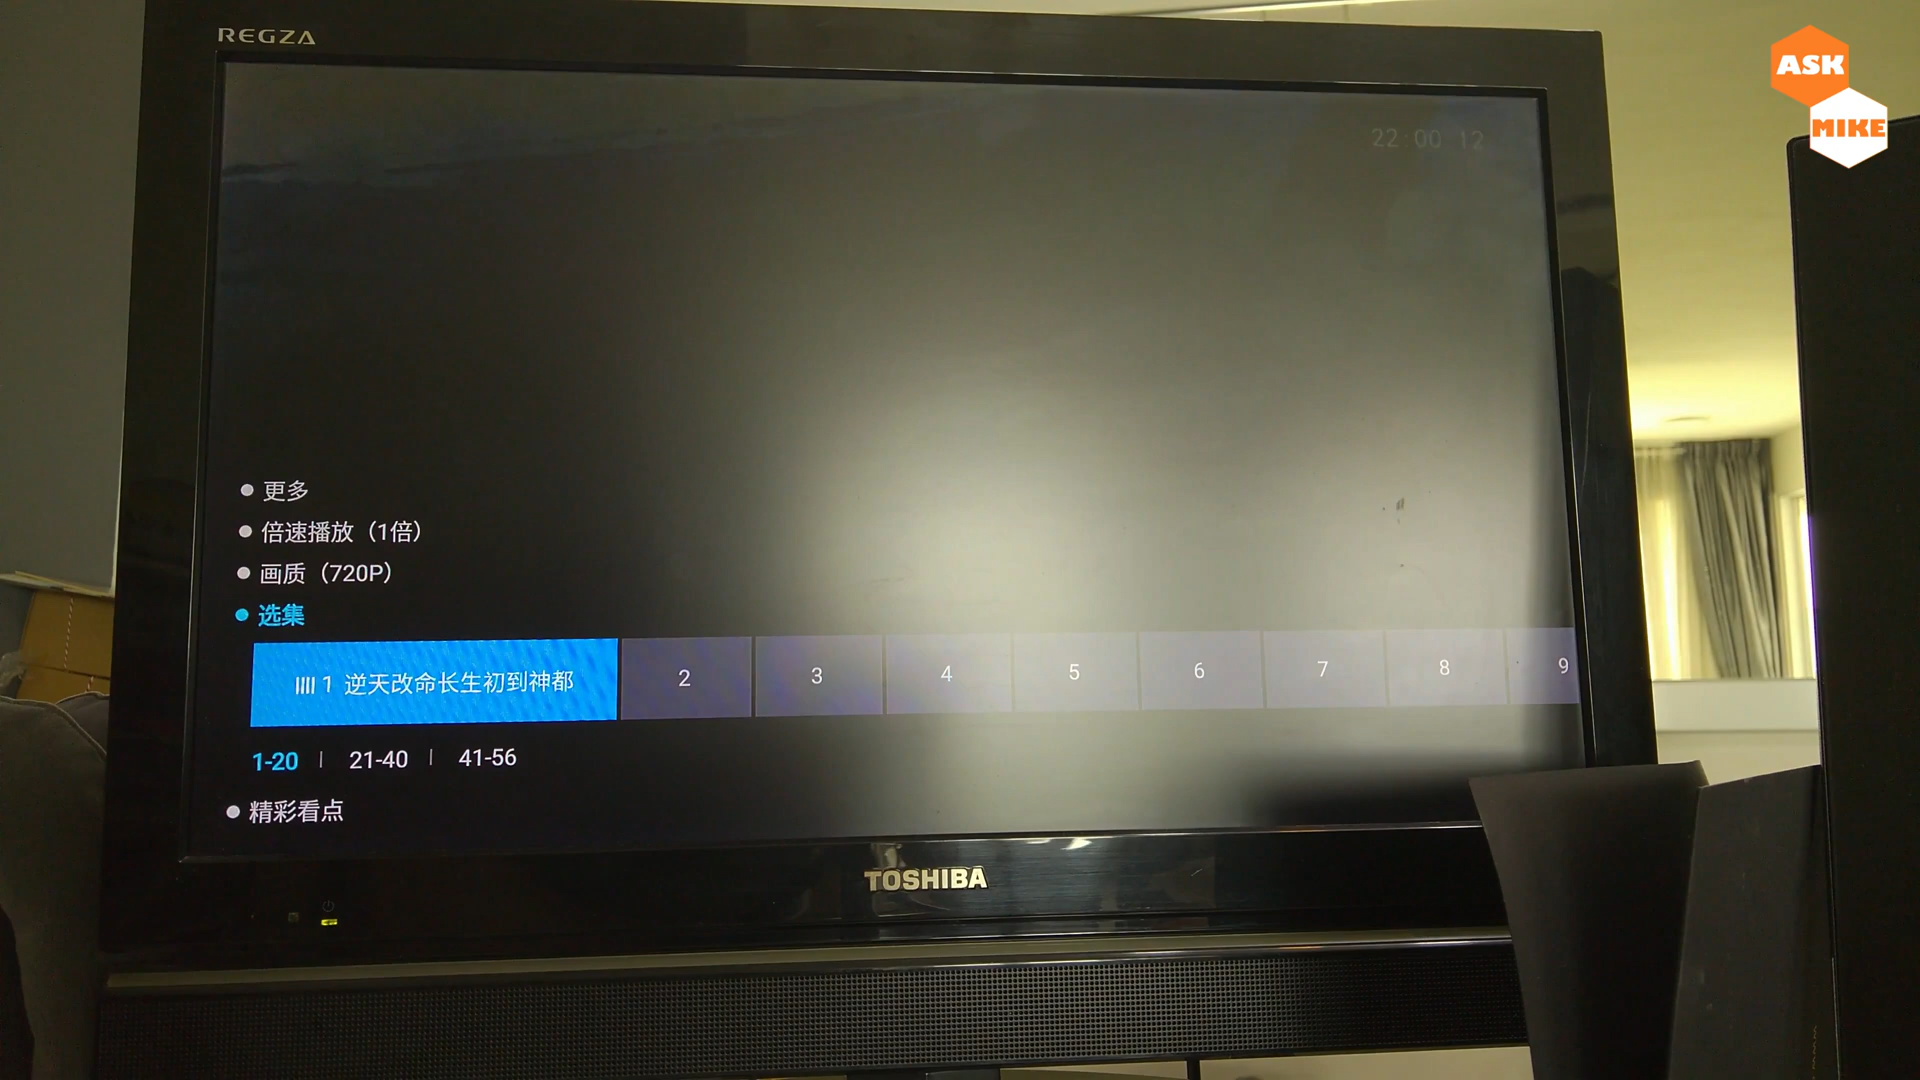 REGZA
ASK
MIKE
22:00 12
更多
倍速播放（1倍）
画质（720P）
选集
1 逆天改命长生初到神都 2 3 4 5 6 7 8 9
1-20 | 21-40 | 41-56
精彩看点
TOSHIBA